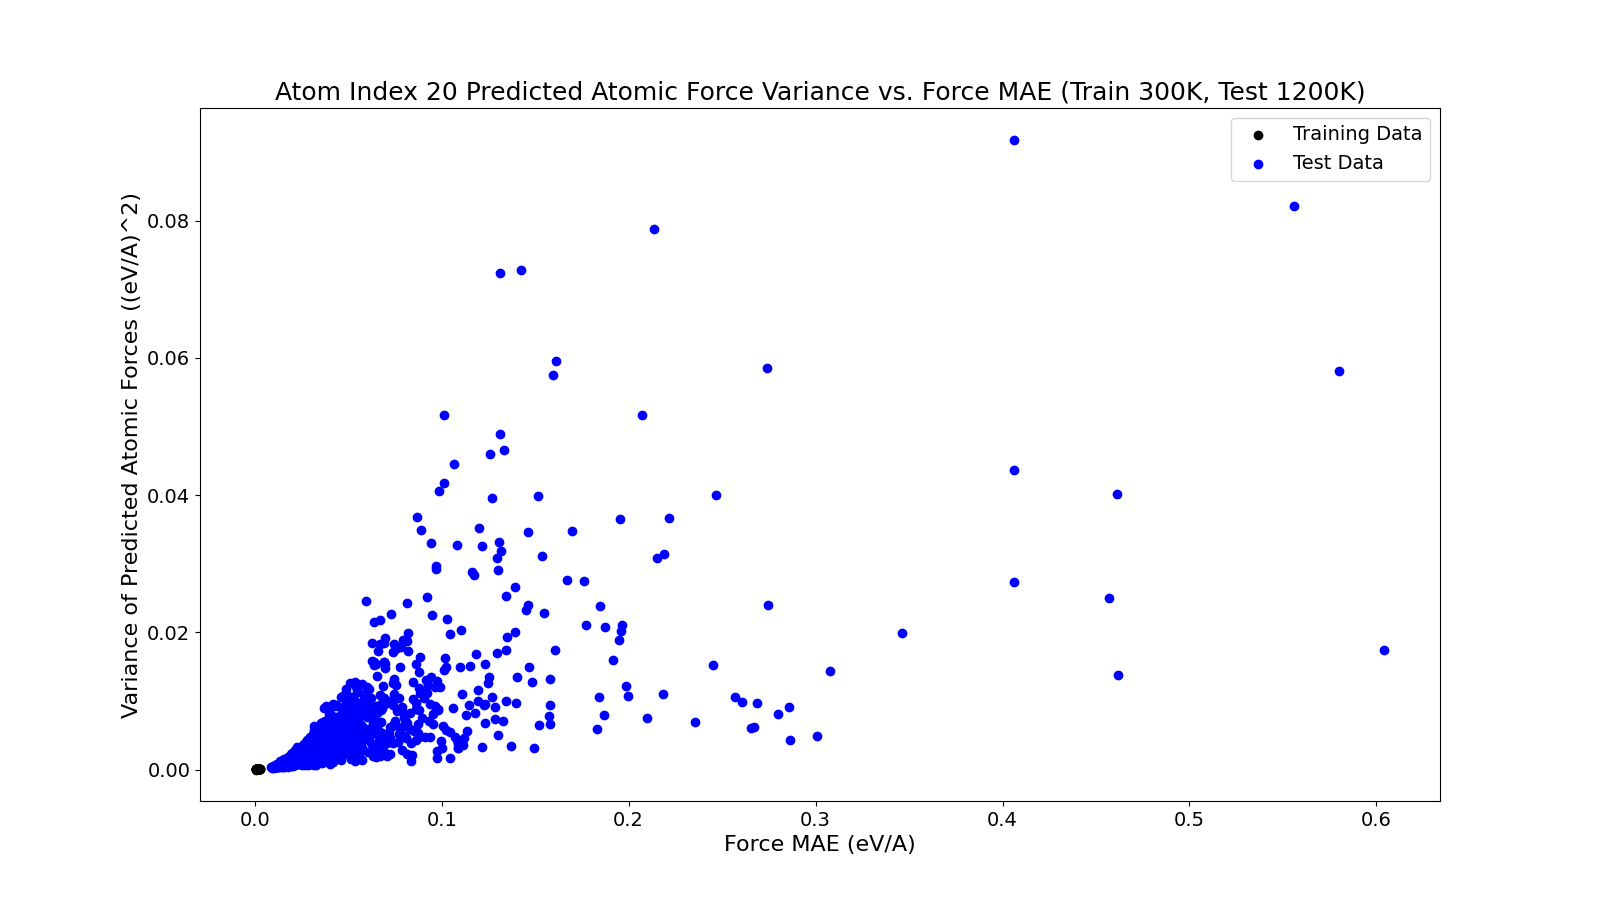 Atom Index 20 Predicted Atomic Force Variance vs. Force MAE (Train 300K, Test 1200K)
Training Data
Test Data
Variance of Predicted Atomic Forces ((eV/A)^2)
0.08
0.06
0.04
0.02
0.00
0.0 0.1 0.2 0.3 0.4 0.5 0.6
Force MAE (eV/A)